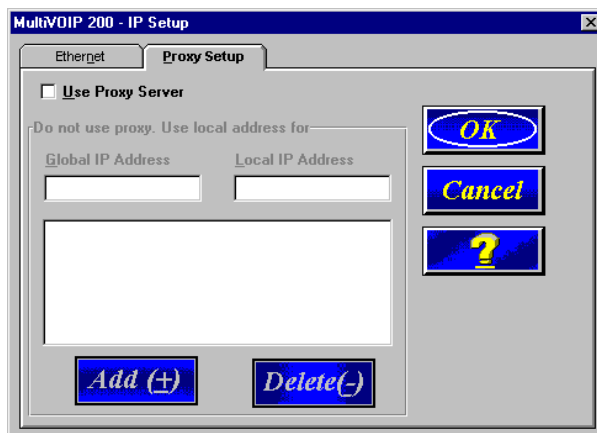 MultiVOIP 200 - IP Setup
Ethernet
Proxy Setup
Use Proxy Server
Do not use proxy. Use local address for
Global IP Address
Local IP Address
Add (+)
Delete(-)
OK
Cancel
?